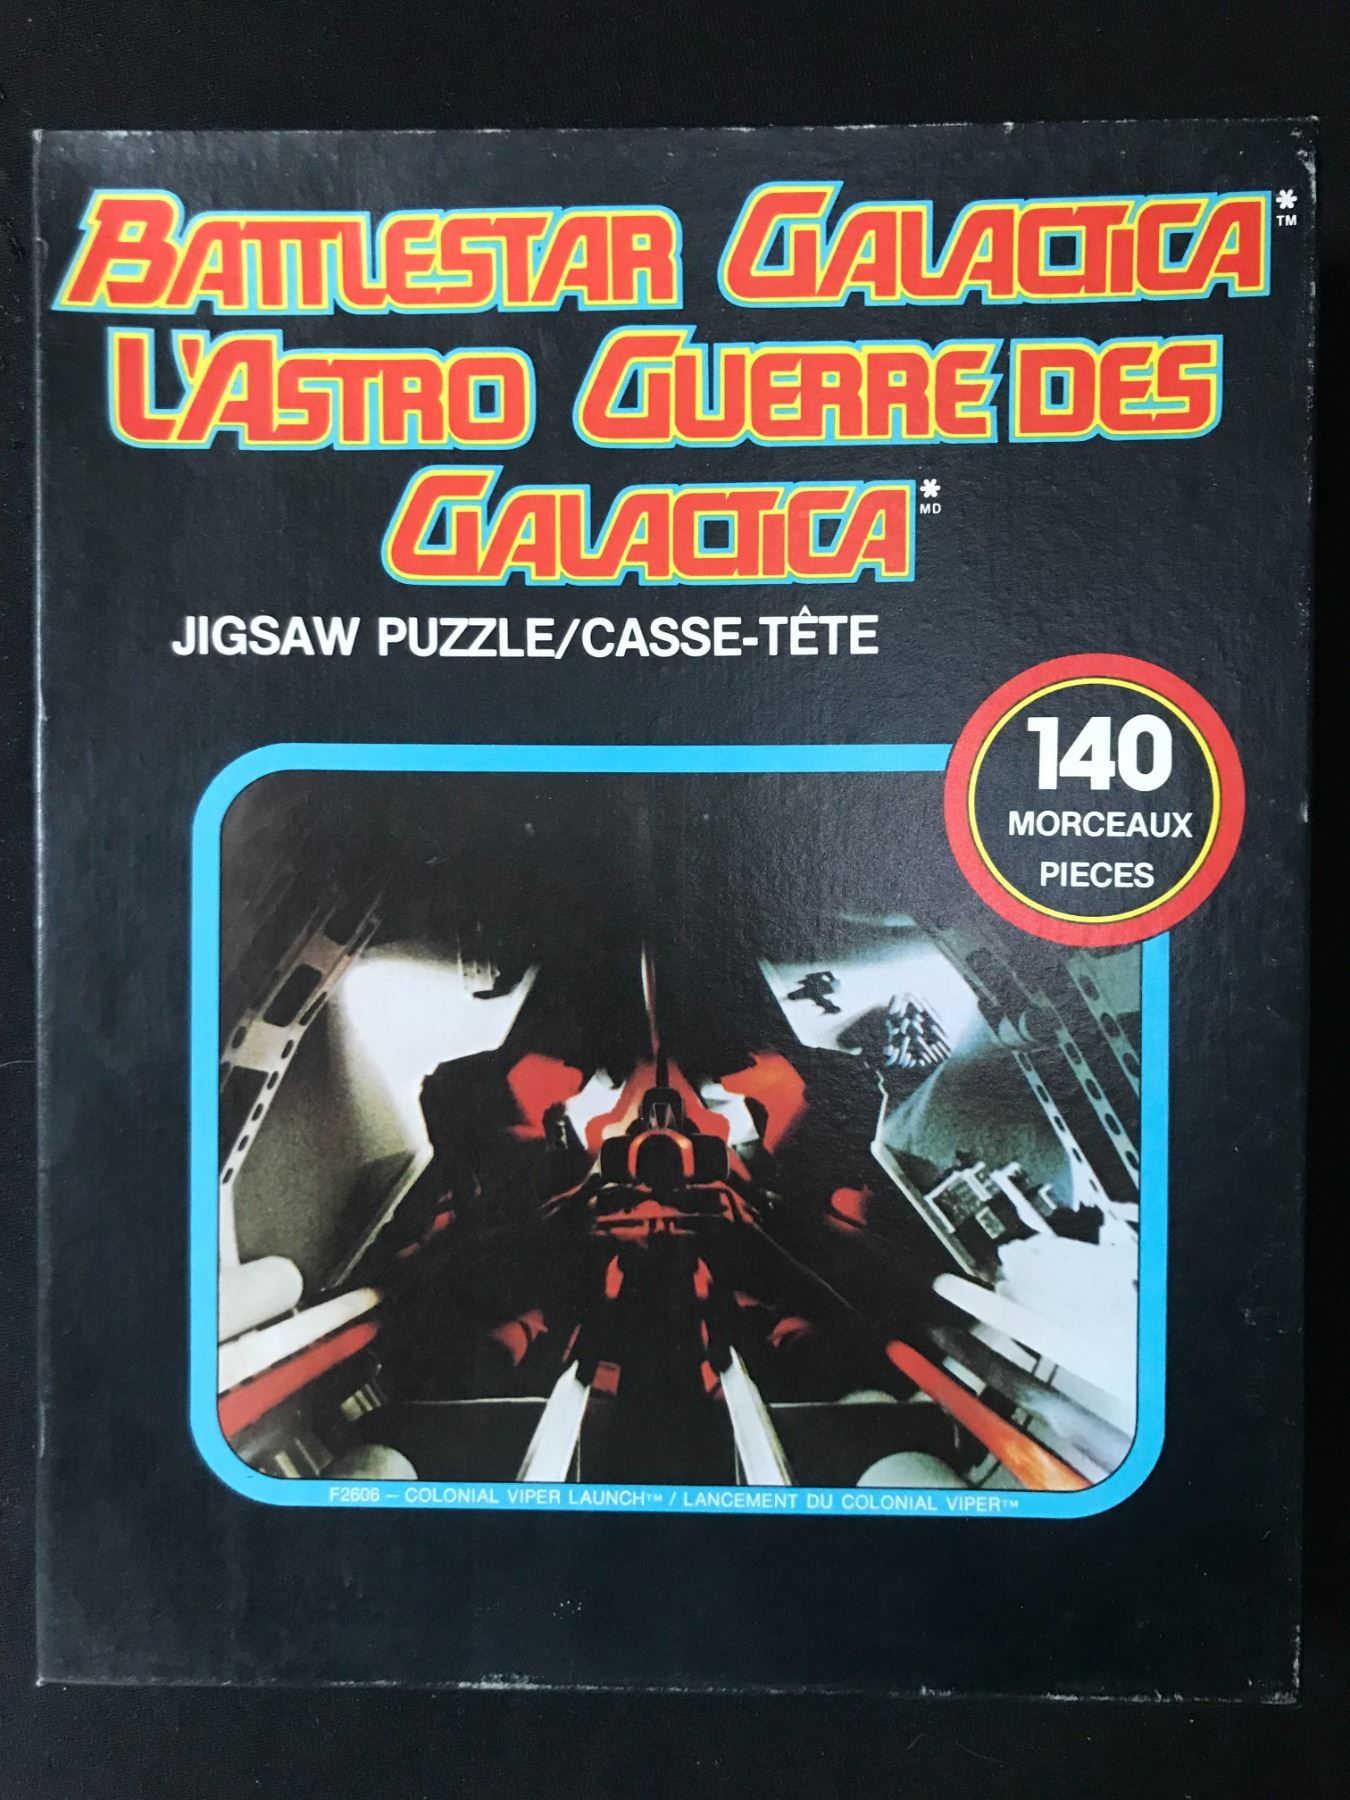 BATTLESTAR GALACTICA*
TM
L'ASTRO GUERRE DES
GALACTICA*
MD
JIGSAW PUZZLE/CASSE-TÊTE
140
MORCEAUX
PIECES
F2606 – COLONIAL VIPER LAUNCH™ / LANCEMENT DU COLONIAL VIPER™